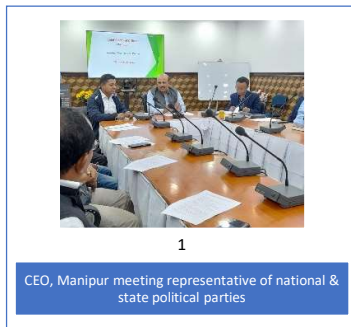 1
CEO, Manipur meeting representative of national &
state political parties